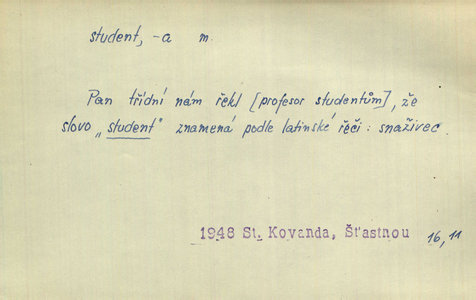 student, -a m.
Pan třídní nám řekl [profesor studentům], že
slovo „student" znamená podle latinské řeči: snaživec.
1948 St. Kovanda, Šťastnou 16, 11